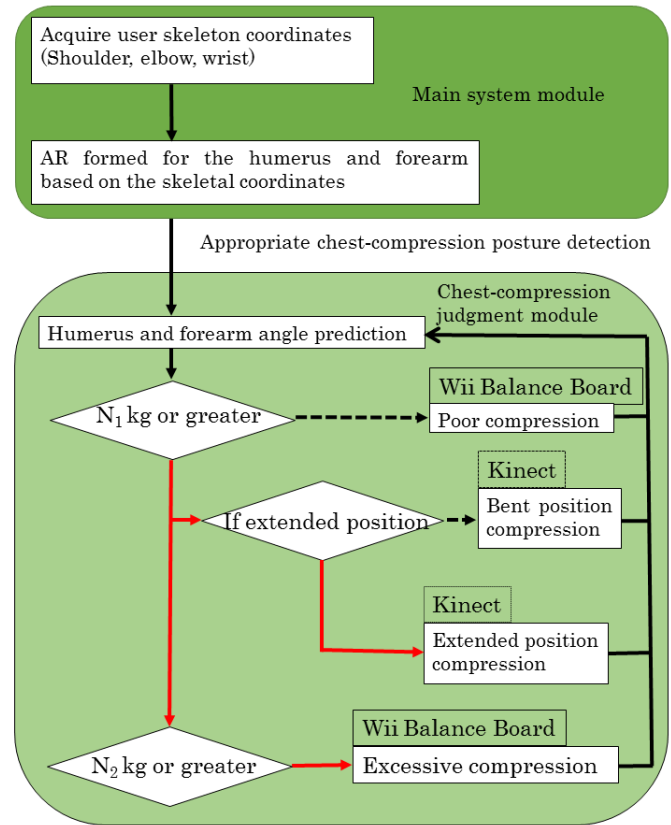 Acquire user skeleton coordinates
(Shoulder, elbow, wrist)
Main system module
AR formed for the humerus and forearm
based on the skeletal coordinates
Appropriate chest-compression posture detection
Chest-compression
judgment module
Humerus and forearm angle prediction
Wii Balance Board
N₁ kg or greater
Poor compression
Kinect
If extended position
Bent position
compression
Kinect
Extended position
compression
Wii Balance Board
N₂ kg or greater
Excessive compression